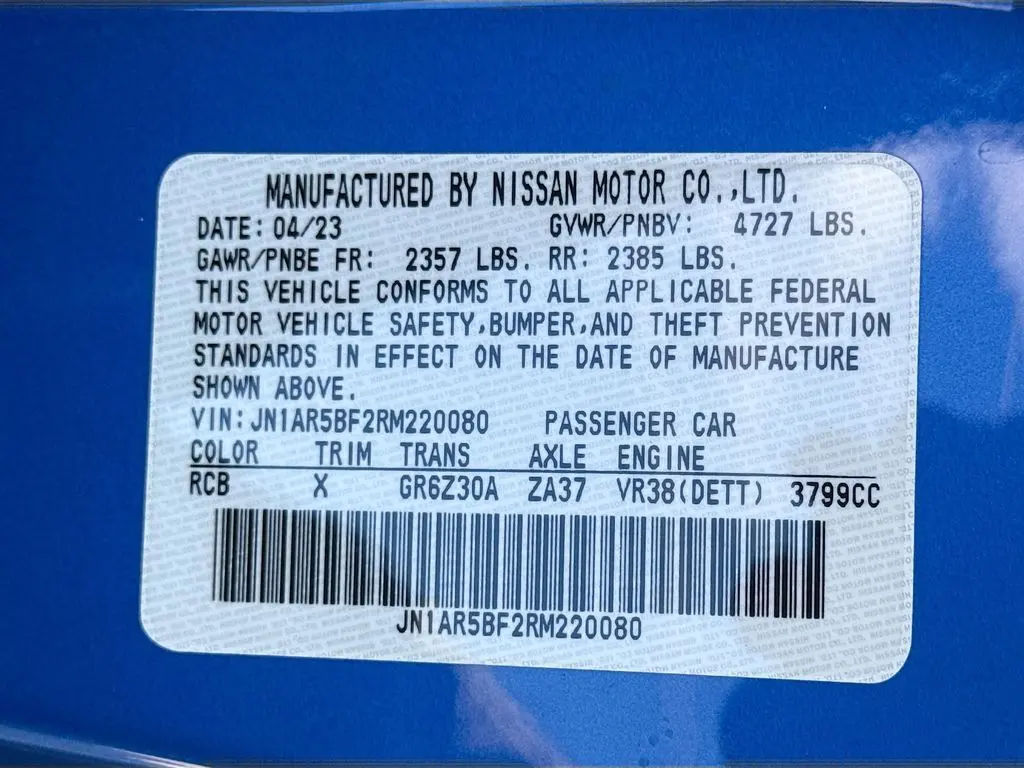 MANUFACTURED BY NISSAN MOTOR CO.,LTD.
DATE: 04/23 GVWR/PNBV: 4727 LBS.
GAWR/PNBE FR: 2357 LBS. RR: 2385 LBS.
THIS VEHICLE CONFORMS TO ALL APPLICABLE FEDERAL
MOTOR VEHICLE SAFETY,BUMPER,AND THEFT PREVENTION
STANDARDS IN EFFECT ON THE DATE OF MANUFACTURE
SHOWN ABOVE.
VIN: JN1AR5BF2RM220080 PASSENGER CAR
COLOR TRIM TRANS AXLE ENGINE
RCB X GR6Z30A ZA37 VR38(DETT) 3799CC
JN1AR5BF2RM220080